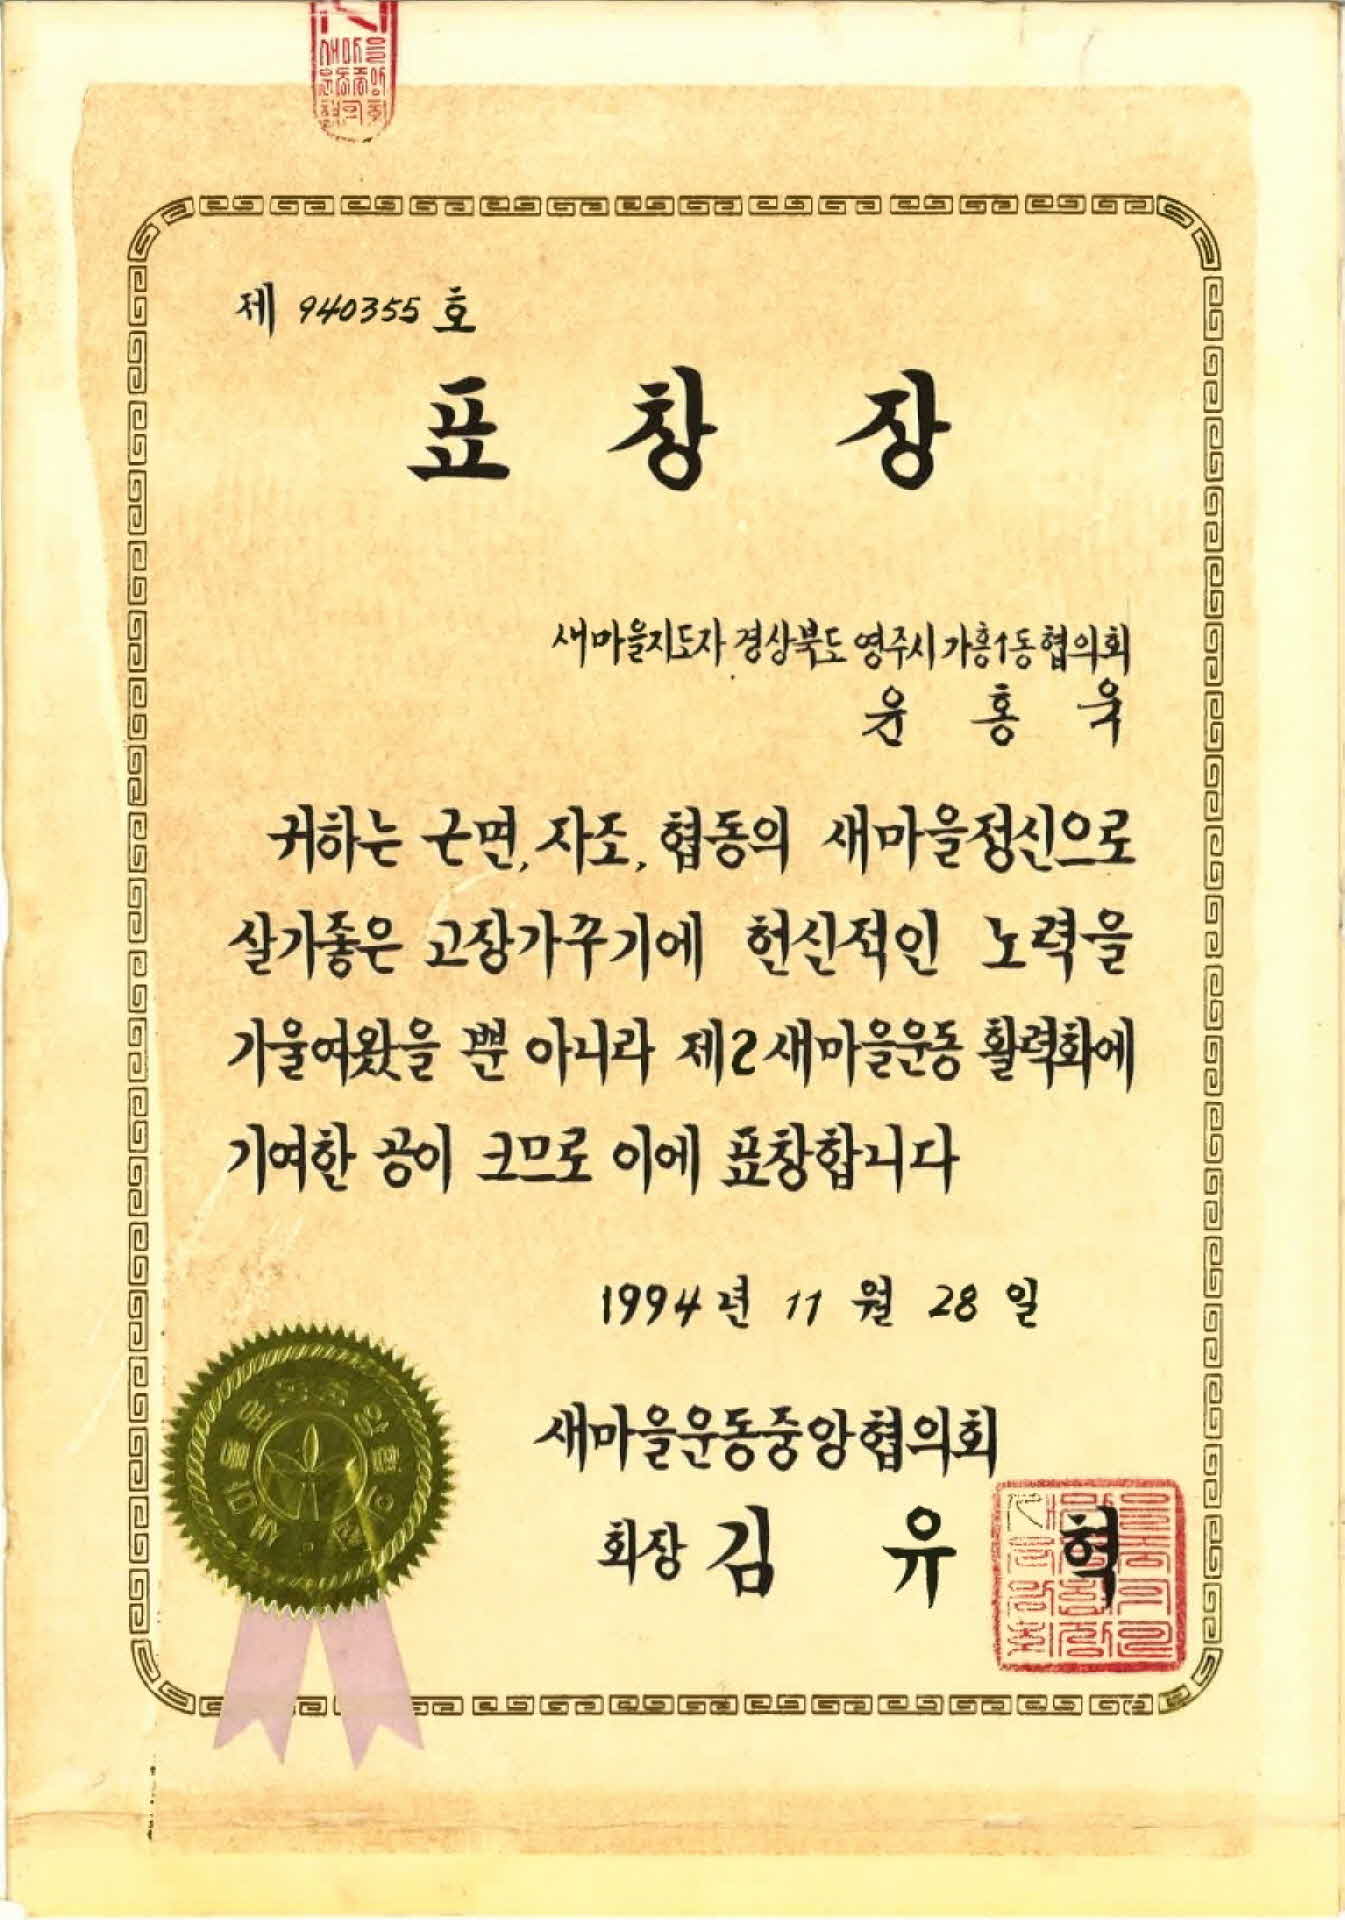 제 940355 호
표 창 장
새마을지도자 경상북도 영주시 가흥1동협의회
윤 홍 욱
귀하는 근면, 자조, 협동의 새마을정신으로
살기좋은 고장가꾸기에 헌신적인 노력을
기울여왔을 뿐 아니라 제2새마을운동 활력화에
기여한 공이 크므로 이에 표창합니다
1994년 11월 28일
새마을운동중앙협의회
회장 김 유 혁